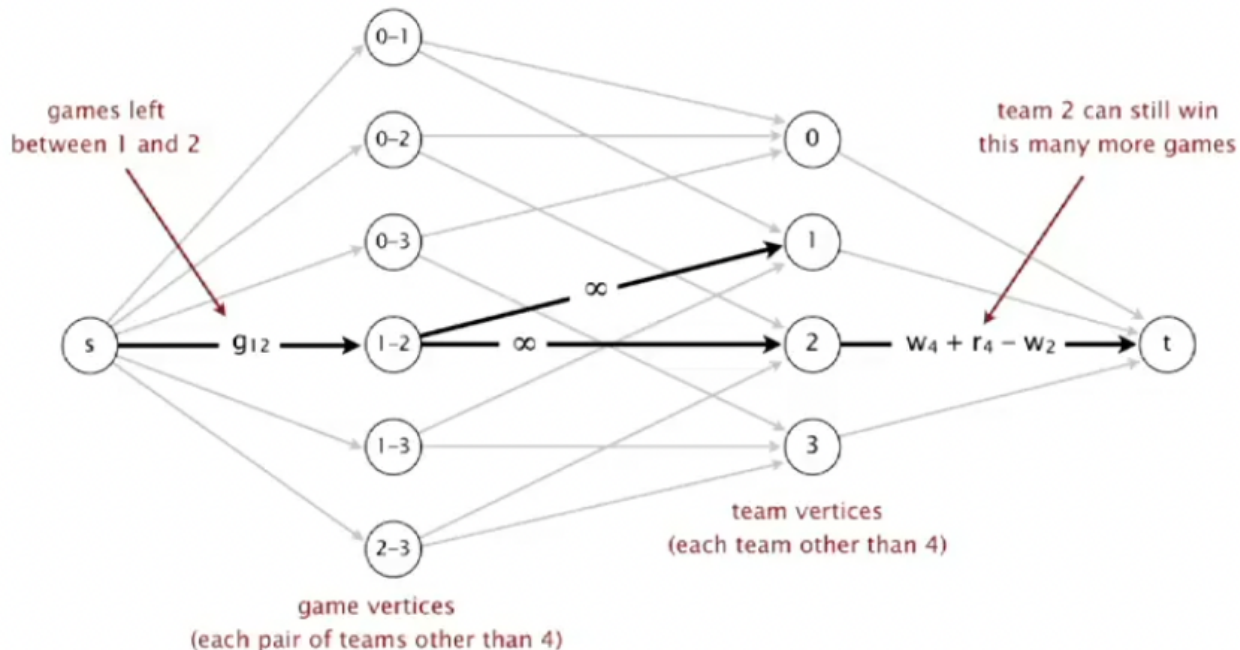 0–1
games left
between 1 and 2
team 2 can still win
this many more games
0–2
0
0–3
1
∞
s
g12
1–2
∞
2
w4 + r4 − w2
t
1–3
3
team vertices
(each team other than 4)
2–3
game vertices
(each pair of teams other than 4)